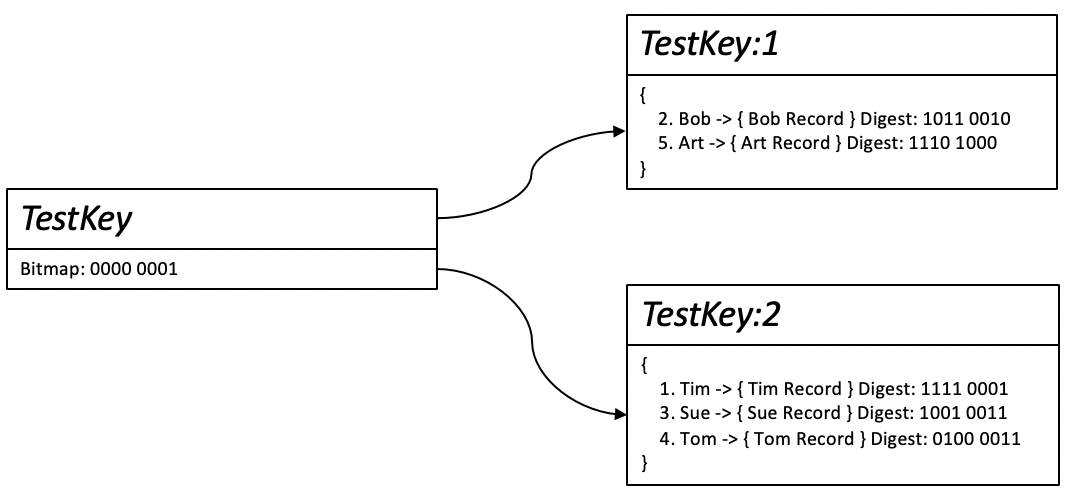 TestKey
Bitmap: 0000 0001
TestKey:1
{
2. Bob -> { Bob Record } Digest: 1011 0010
5. Art -> { Art Record } Digest: 1110 1000
}
TestKey:2
{
1. Tim -> { Tim Record } Digest: 1111 0001
3. Sue -> { Sue Record } Digest: 1001 0011
4. Tom -> { Tom Record } Digest: 0100 0011
}